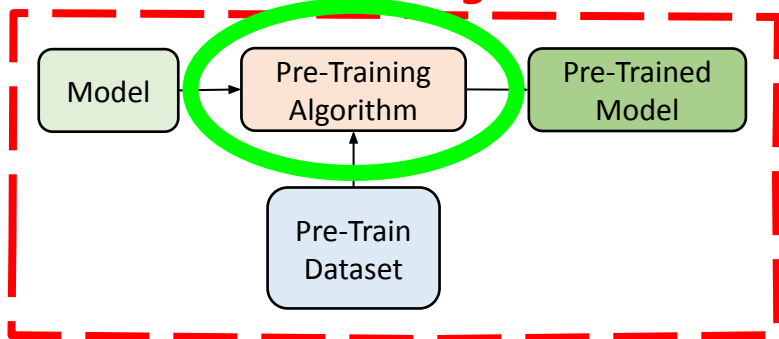 Model
Pre-Training
Algorithm
Pre-Trained
Model
Pre-Train
Dataset